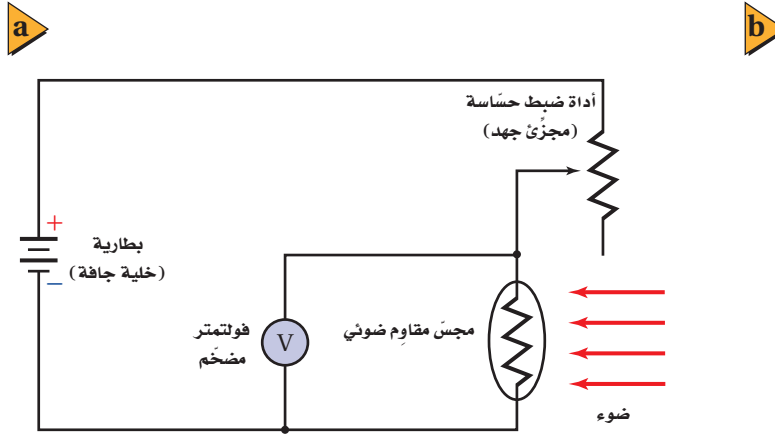 a
b
أداة ضبط حسّاسة
(مجزِّئ جهد)
+
بطارية
(خلية جافة)
−
فولتمتر
مضخّم
V
مجسّ مقاوِم ضوئي
ضوء